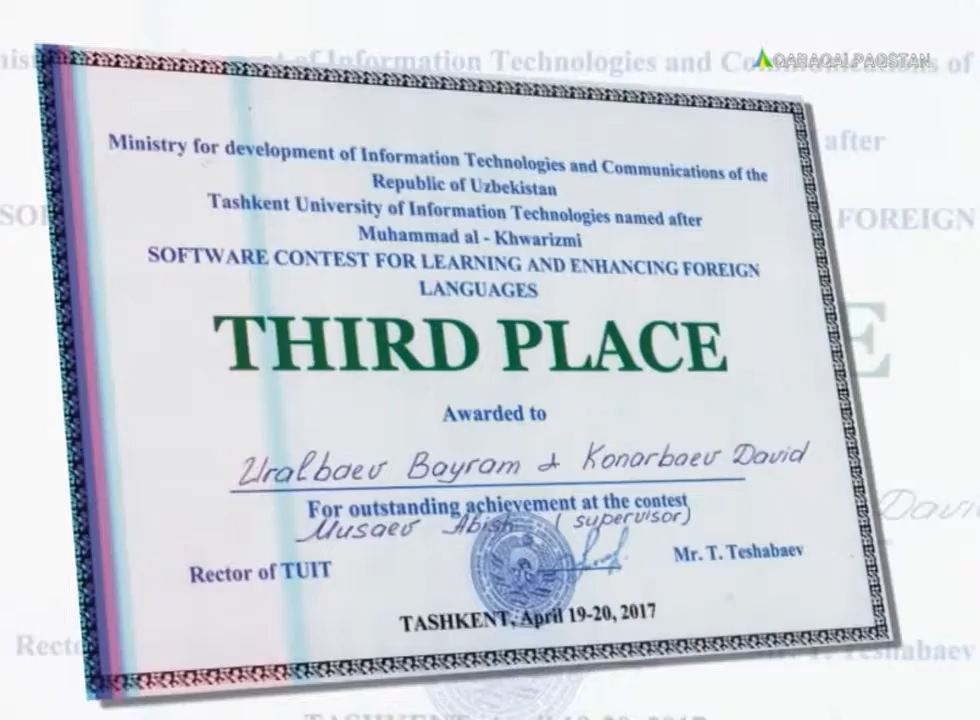 QARAQALPAQSTAN
Ministry for development of Information Technologies and Communications of the
Republic of Uzbekistan
Tashkent University of Information Technologies named after
Muhammad al - Khwarizmi
SOFTWARE CONTEST FOR LEARNING AND ENHANCING FOREIGN
LANGUAGES
THIRD PLACE
Awarded to
Uralbaev Bayram & Konarbaev David
For outstanding achievement at the contest
Musaev Abish (supervisor)
Rector of TUIT
Mr. T. Teshabaev
TASHKENT, April 19-20, 2017